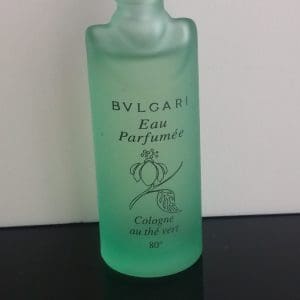 BVLGARI
Eau
Parfumée
Cologne
au thé vert
80°